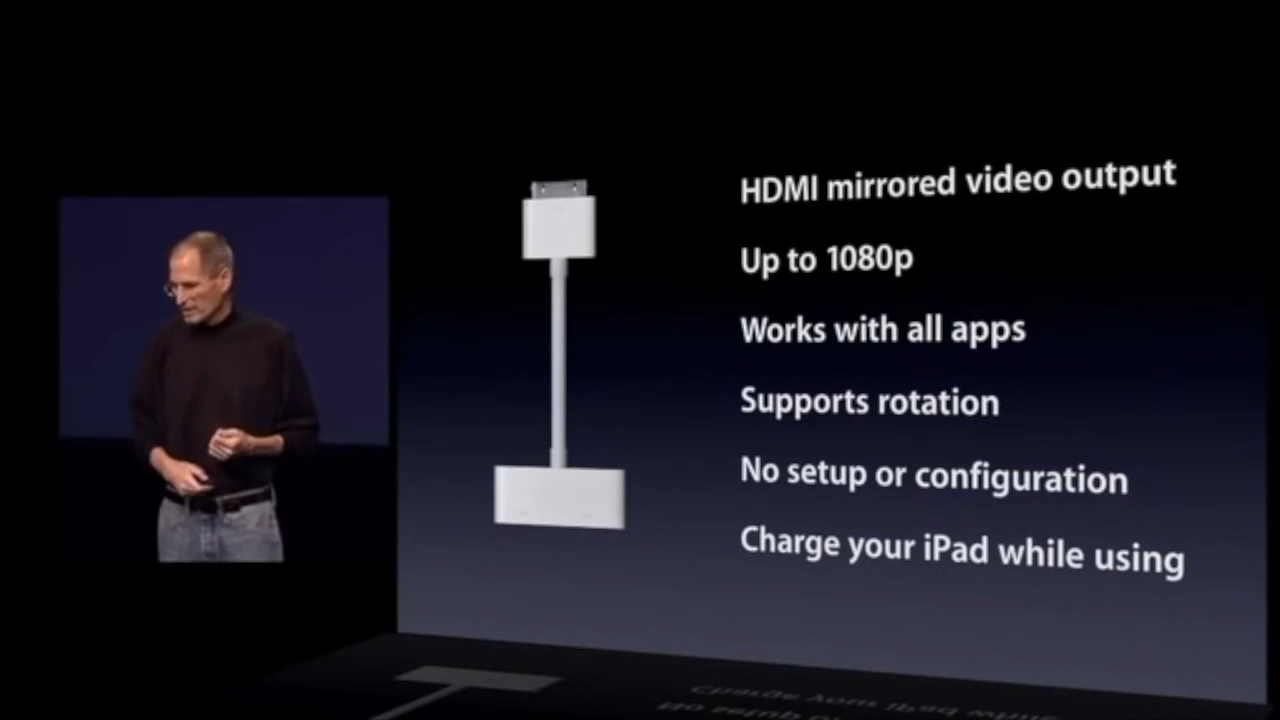 HDMI mirrored video output
Up to 1080p
Works with all apps
Supports rotation
No setup or configuration
Charge your iPad while using